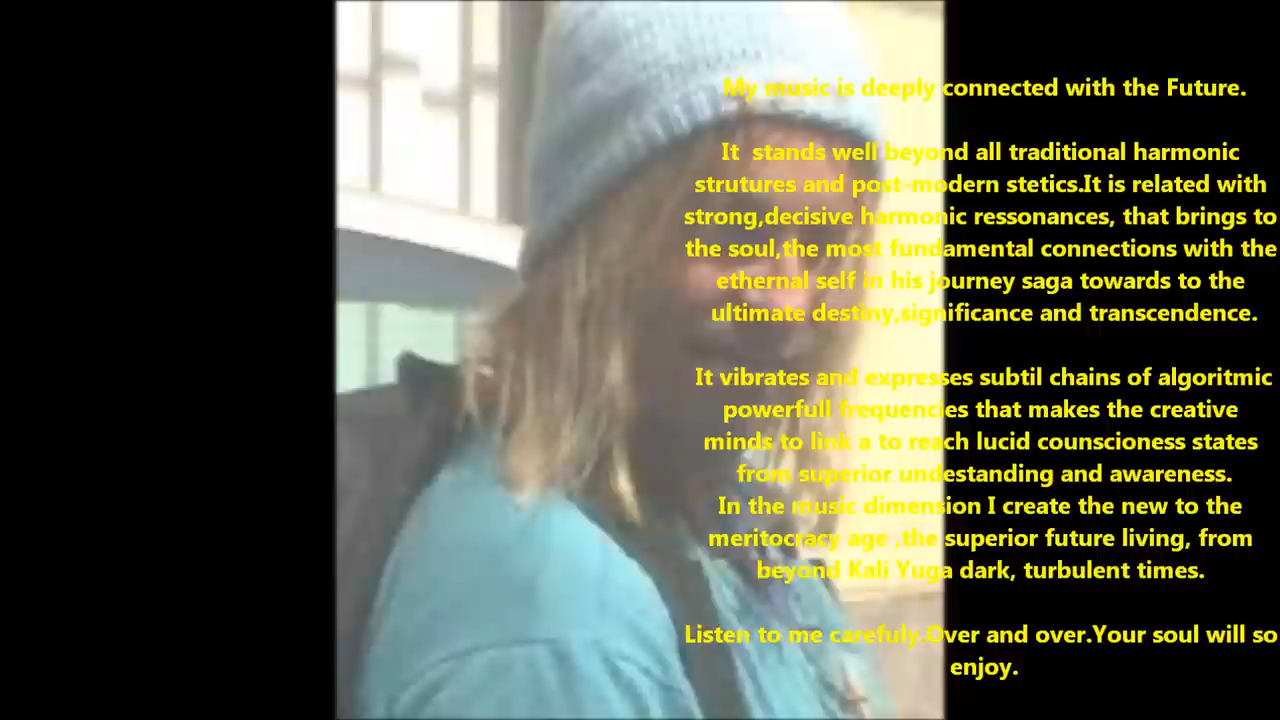 My music is deeply connected with the Future.
It stands well beyond all traditional harmonic
strutures and post-modern stetics.It is related with
strong,decisive harmonic ressonances, that brings to
the soul,the most fundamental connections with the
ethernal self in his journey saga towards to the
ultimate destiny,significance and transcendence.
It vibrates and expresses subtil chains of algoritmic
powerfull frequencies that makes the creative
minds to link a to reach lucid counscioness states
from superior undestanding and awareness.
In the music dimension I create the new to the
meritocracy age ,the superior future living, from
beyond Kali Yuga dark, turbulent times.
Listen to me carefuly.Over and over.Your soul will so
enjoy.